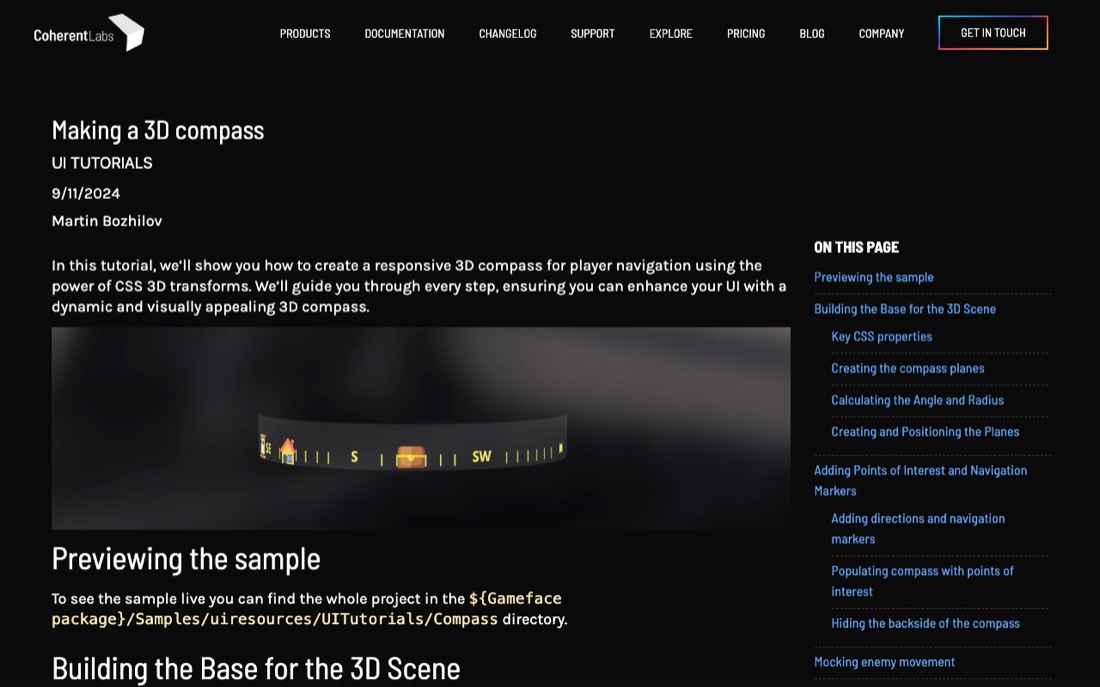 CoherentLabs
PRODUCTS
DOCUMENTATION
CHANGELOG
SUPPORT
EXPLORE
PRICING
BLOG
COMPANY
GET IN TOUCH
Making a 3D compass
UI TUTORIALS
9/11/2024
Martin Bozhilov
In this tutorial, we'll show you how to create a responsive 3D compass for player navigation using the
power of CSS 3D transforms. We'll guide you through every step, ensuring you can enhance your UI with a
dynamic and visually appealing 3D compass.
SE S SW
Previewing the sample
To see the sample live you can find the whole project in the ${Gameface
package}/Samples/uiresources/UITutorials/Compass directory.
Building the Base for the 3D Scene
ON THIS PAGE
Previewing the sample
Building the Base for the 3D Scene
Key CSS properties
Creating the compass planes
Calculating the Angle and Radius
Creating and Positioning the Planes
Adding Points of Interest and Navigation
Markers
Adding directions and navigation
markers
Populating compass with points of
interest
Hiding the backside of the compass
Mocking enemy movement